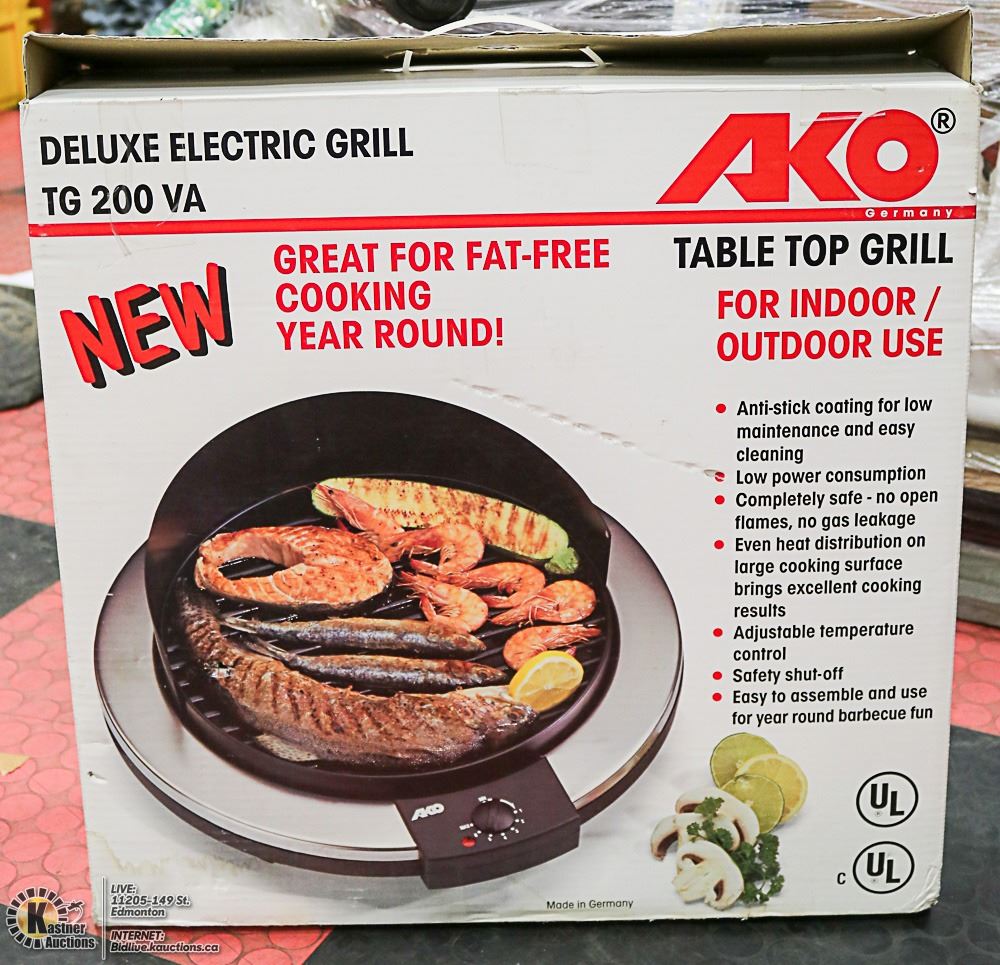 DELUXE ELECTRIC GRILL
TG 200 VA
AKO®
Germany
NEW
GREAT FOR FAT-FREE
COOKING
YEAR ROUND!
TABLE TOP GRILL
FOR INDOOR /
OUTDOOR USE
• Anti-stick coating for low
maintenance and easy
cleaning
• Low power consumption
• Completely safe - no open
flames, no gas leakage
• Even heat distribution on
large cooking surface
brings excellent cooking
results
• Adjustable temperature
control
• Safety shut-off
• Easy to assemble and use
for year round barbecue fun
AKO
UL
®
C UL
®
Made in Germany
Kastner
Auctions
LIVE:
11205-149 St.
Edmonton
INTERNET:
Bidlive.kauctions.ca